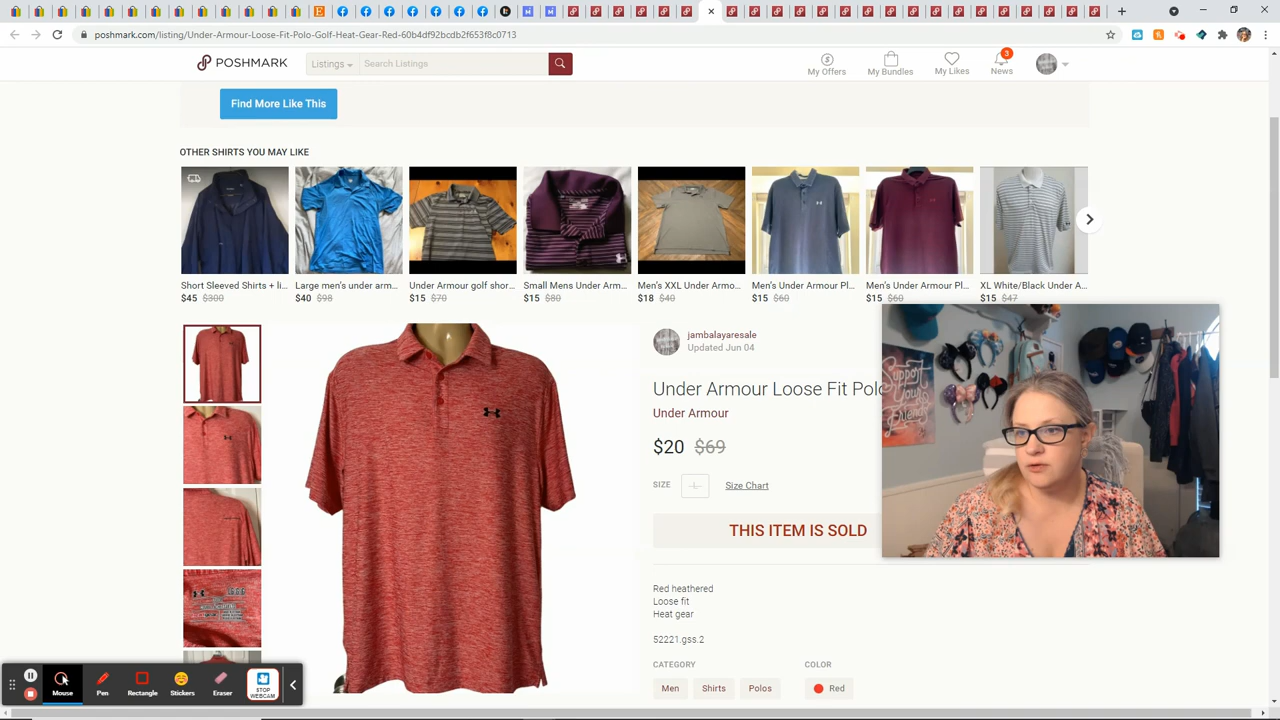 poshmark.com/listing/Under-Armour-Loose-Fit-Polo-Golf-Heat-Gear-Red-60b4df92bcdb2f653f8c0713
POSHMARK
Listings
Search Listings
My Offers
My Bundles
My Likes
3
News
Find More Like This
OTHER SHIRTS YOU MAY LIKE
Short Sleeved Shirts + li...
$45 $300
Large men's under arm...
$40 $98
Under Armour golf shor...
$15 $70
Small Mens Under Arm...
$15 $80
Men's XXL Under Armo...
$18 $40
Men's Under Armour Pl...
$15 $60
Men's Under Armour Pl...
$15 $60
XL White/Black Under A...
$15 $47
jambalayaresale
Updated Jun 04
Under Armour Loose Fit Polo
Under Armour
$20 $69
SIZE L Size Chart
THIS ITEM IS SOLD
Red heathered
Loose fit
Heat gear
52221.gss.2
CATEGORY
Men Shirts Polos
COLOR
Red
Support
Your
Friends
Mouse
Pen
Rectangle
Stickers
Eraser
STOP
WEBCAM